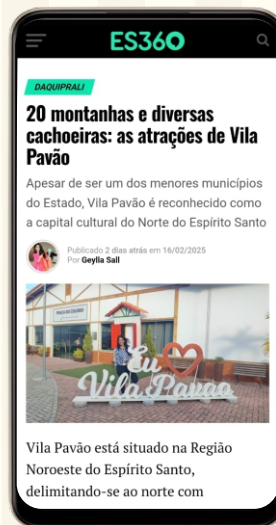 ES360
DAQUIPRALI
20 montanhas e diversas
cachoeiras: as atrações de Vila
Pavão
Apesar de ser um dos menores municípios
do Estado, Vila Pavão é reconhecido como
a capital cultural do Norte do Espírito Santo
Publicado 2 dias atrás em 16/02/2025
Por Geylla Sall
Eu
Vila Pavão
Vila Pavão está situado na Região
Noroeste do Espírito Santo,
delimitando-se ao norte com